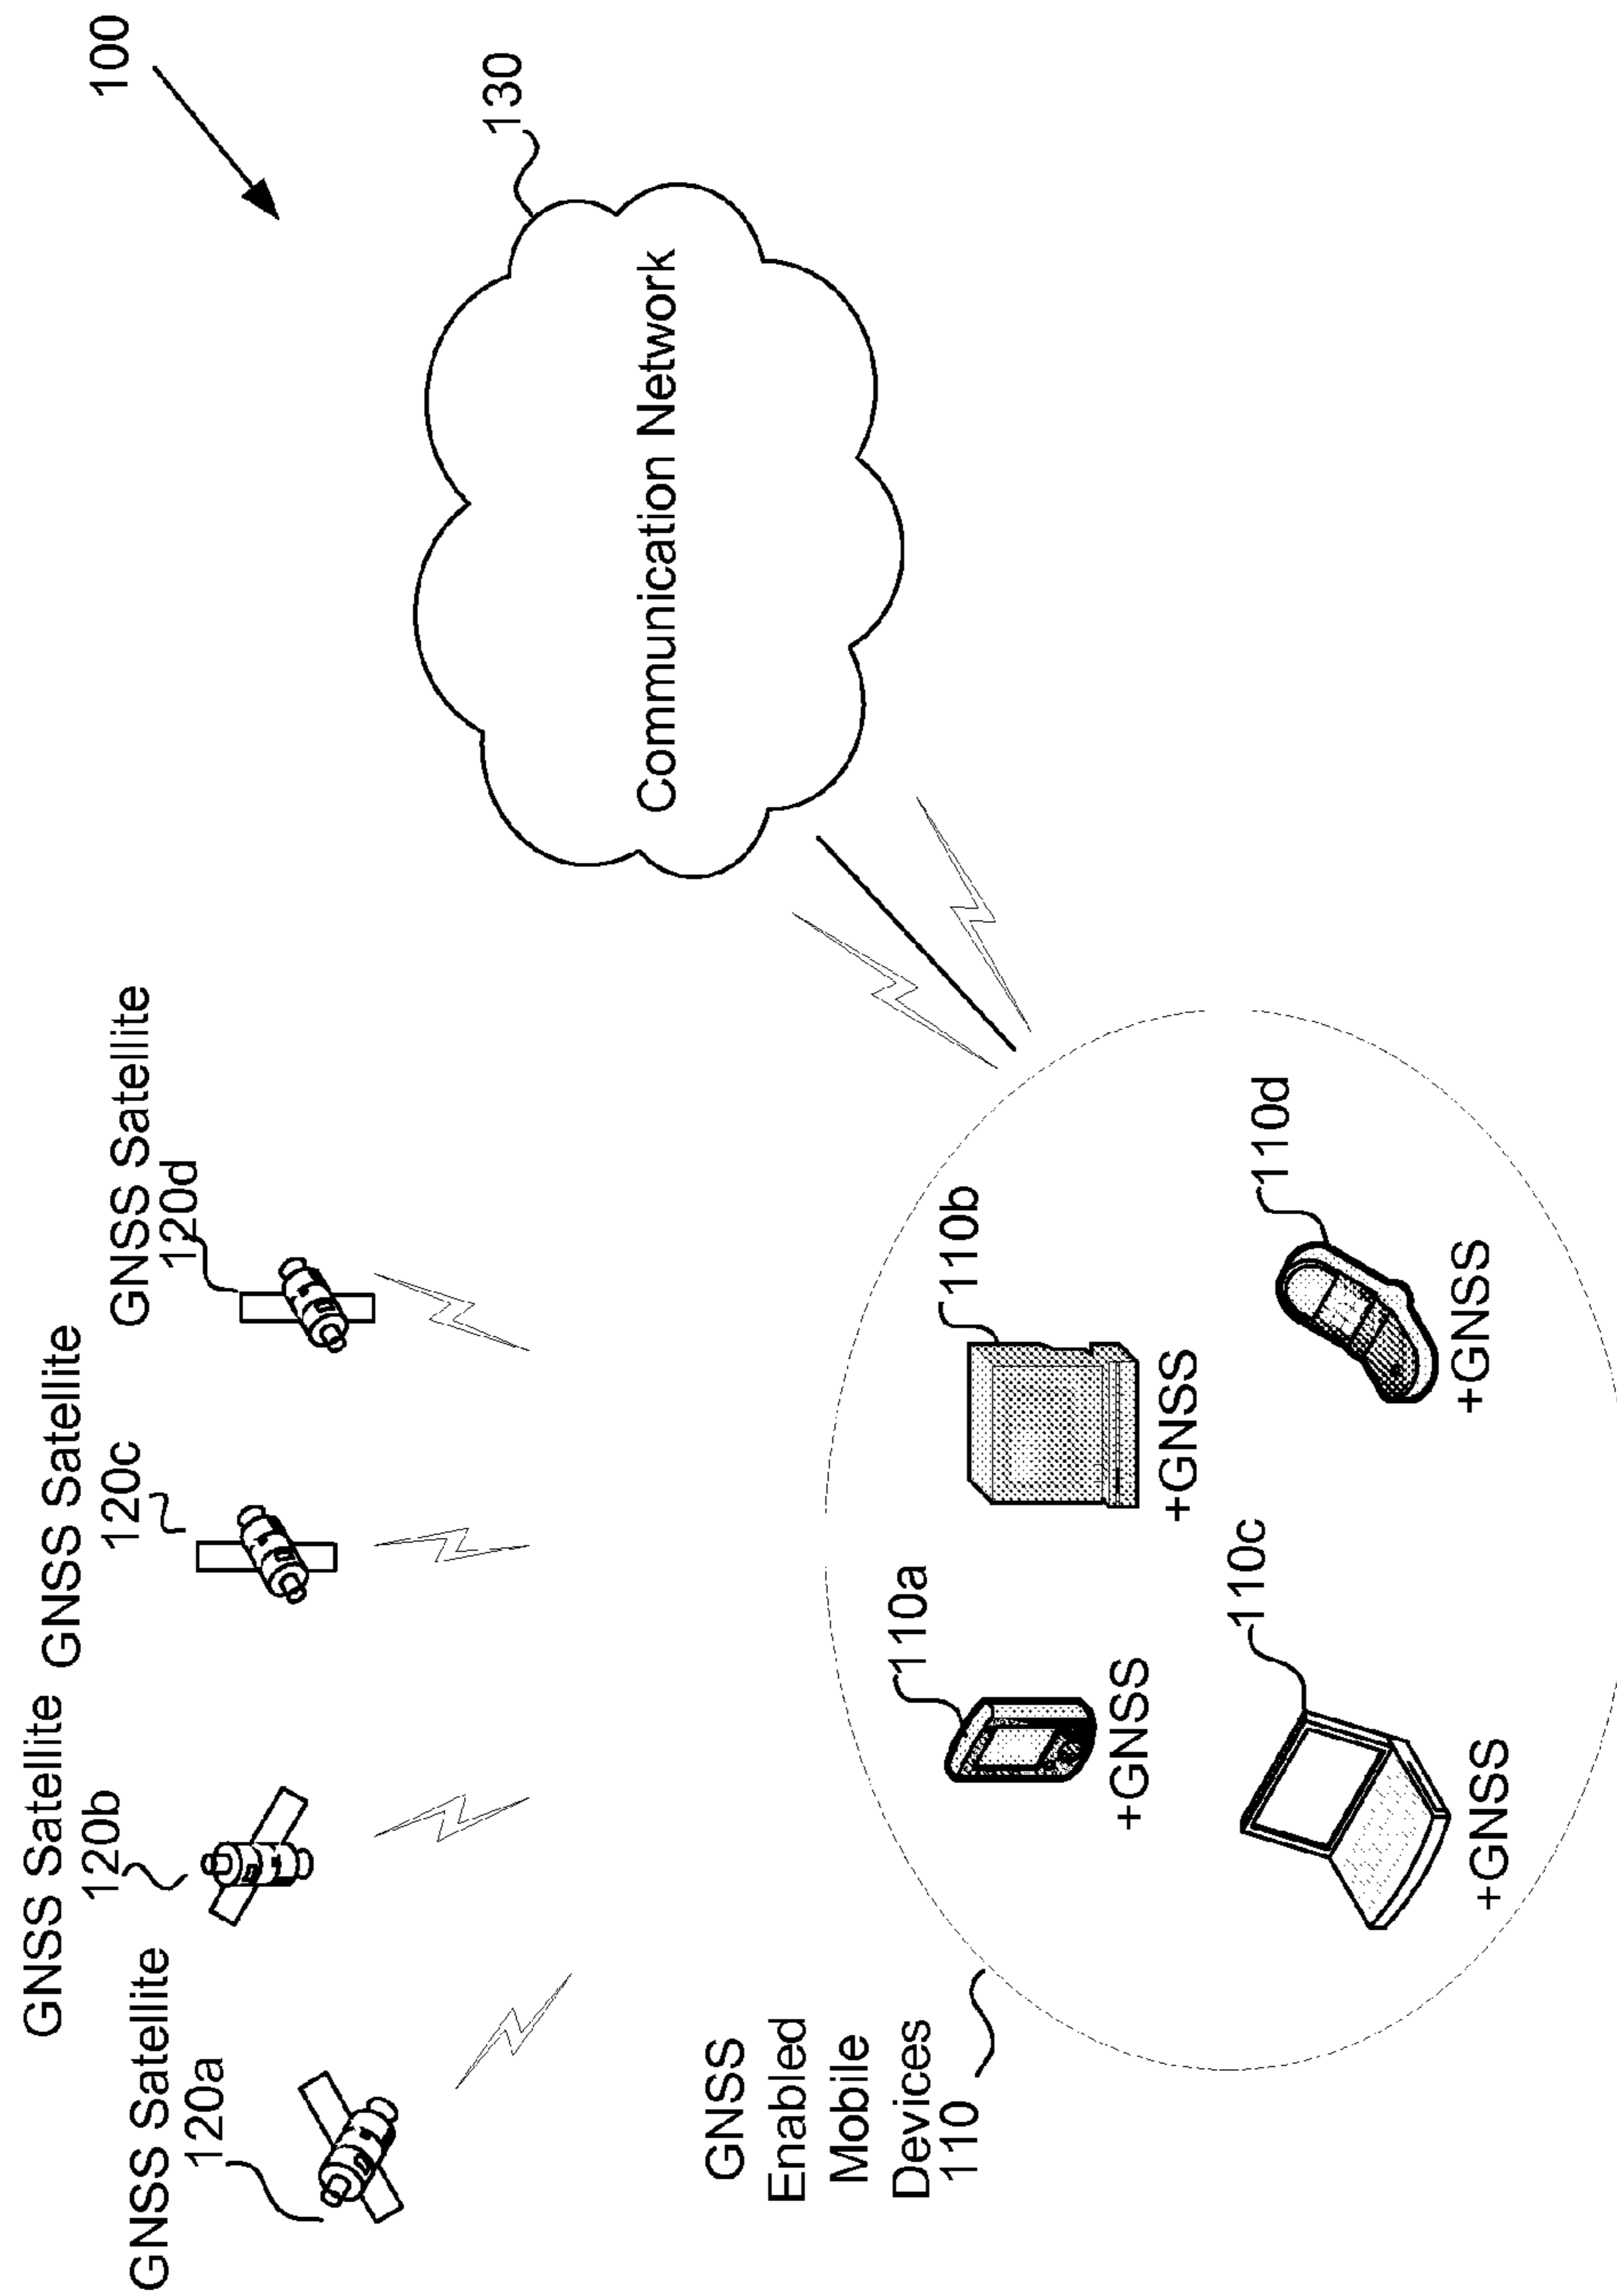 100
GNSS Satellite
120a
GNSS Satellite
120b
GNSS Satellite
120c
GNSS Satellite
120d
130
Communication Network
GNSS
Enabled
Mobile
Devices
110
110a
+GNSS
110b
+GNSS
110c
+GNSS
110d
+GNSS